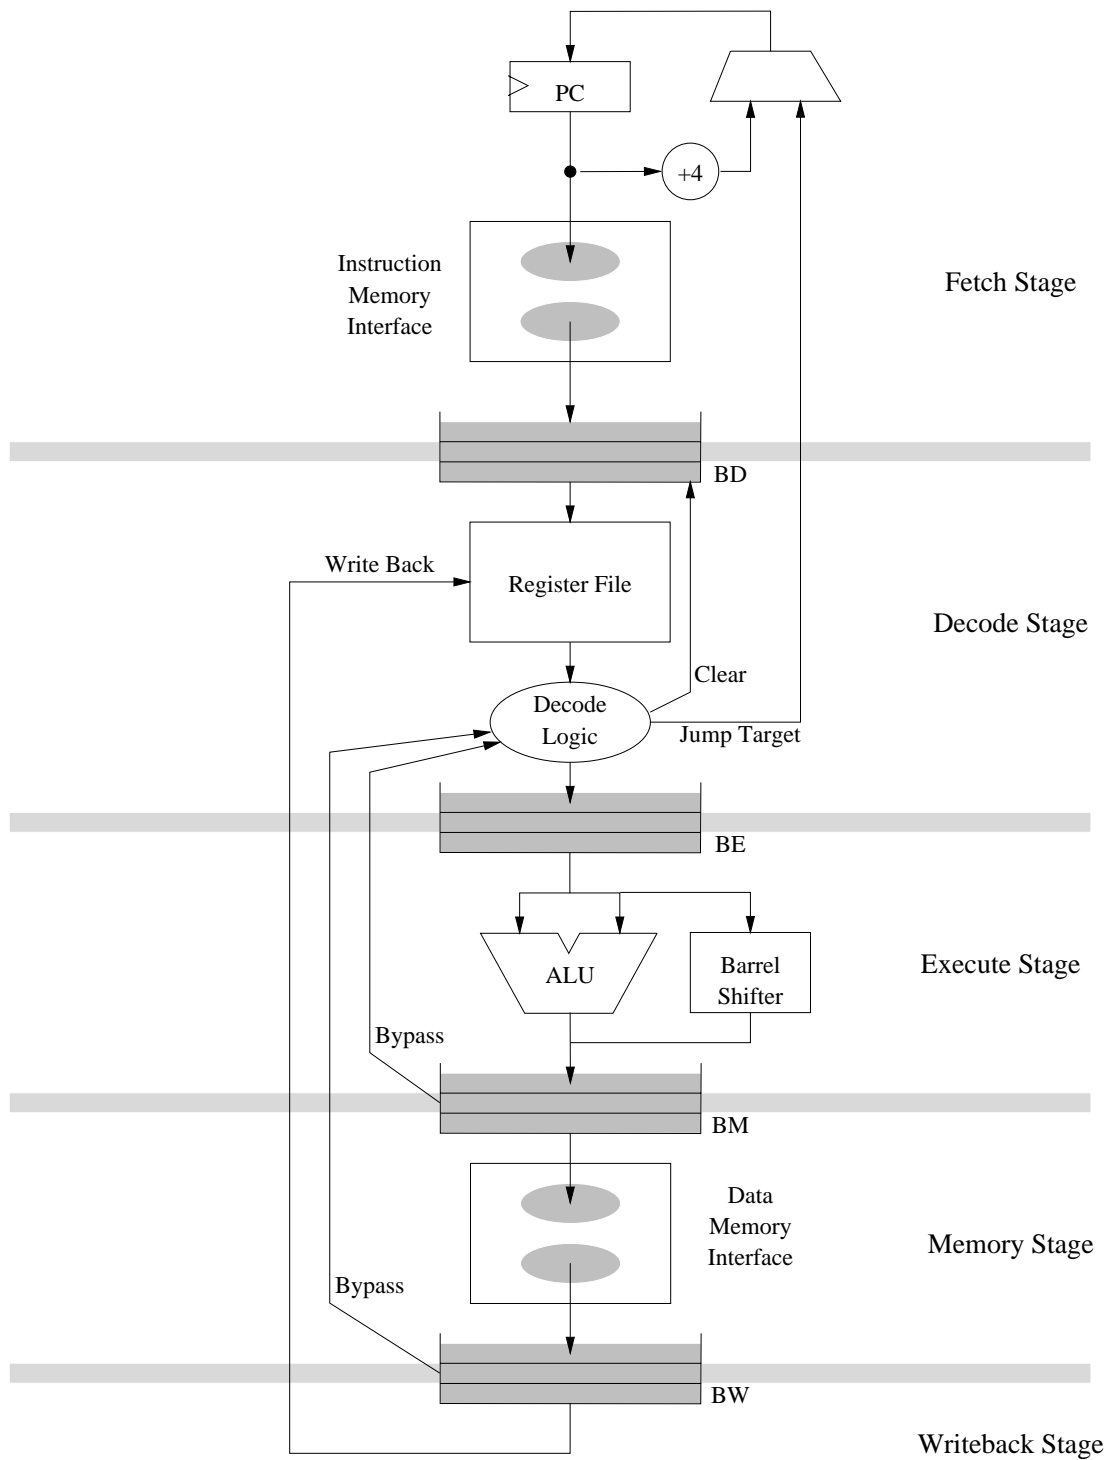 PC
+4
Instruction
Memory
Interface
Fetch Stage
BD
Write Back
Register File
Decode Stage
Clear
Decode
Logic
Jump Target
BE
ALU
Barrel
Shifter
Execute Stage
Bypass
BM
Data
Memory
Interface
Memory Stage
Bypass
BW
Writeback Stage